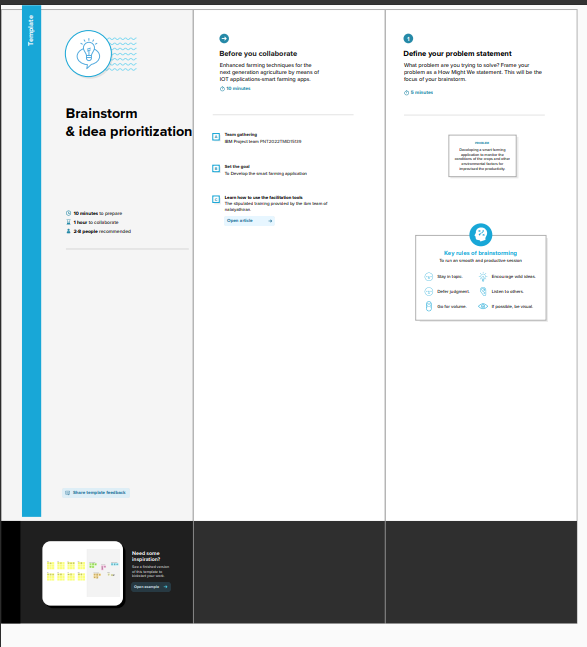 Template
Brainstorm
& idea prioritization
10 minutes to prepare
1 hour to collaborate
2-8 people recommended
Share template feedback
Need some
inspiration?
See a finished version
of this template to
kickstart your work.
Open example
Before you collaborate
Enhanced farming techniques for the
next generation agriculture by means of
IOT applications-smart farming apps.
10 minutes
A
Team gathering
B
Set the goal
To Develop the smart farming application
C
Learn how to use the facilitation tools
The stipulated training provided by the ibm team of
Open article
1
Define your problem statement
What problem are you trying to solve? Frame your
problem as a How Might We statement. This will be the
focus of your brainstorm.
5 minutes
PROBLEM
Developing a smart farming
application to monitor the
conditions of the crops and other
environmental factors for
improvised the productivity
Key rules of brainstorming
To run an smooth and productive session
Stay in topic.
Encourage wild ideas.
Defer judgment.
Listen to others.
Go for volume.
If possible, be visual.